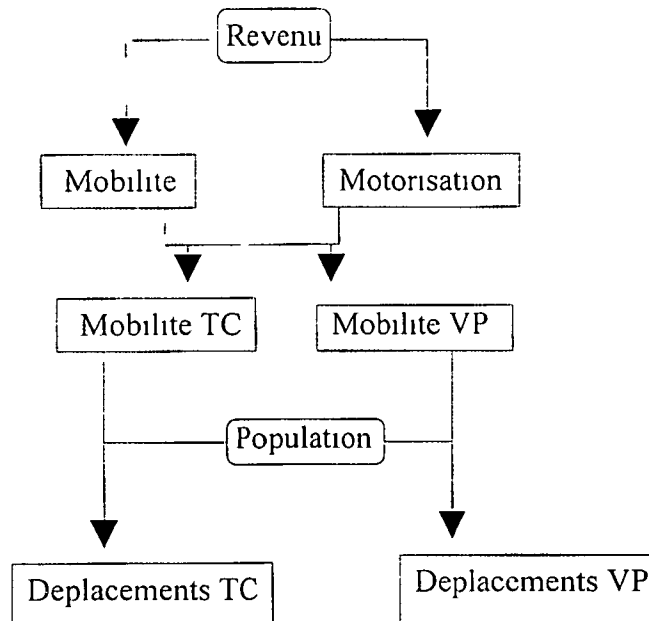 Revenu
Mobilite
Motorisation
Mobilite TC
Mobilite VP
Population
Deplacements TC
Deplacements VP